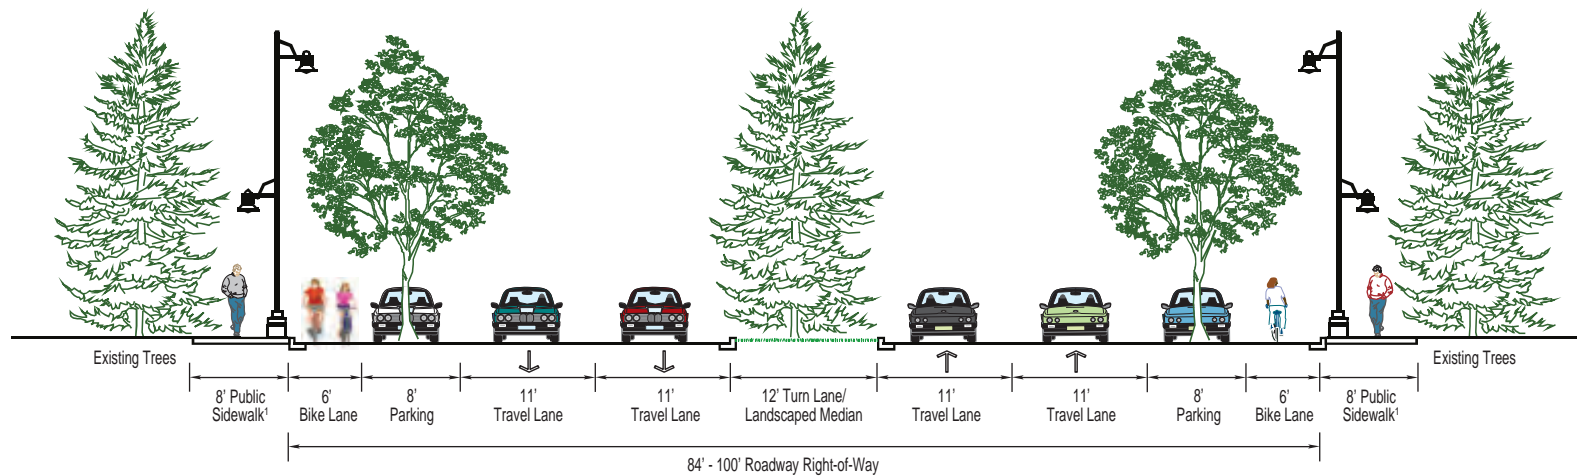 Existing Trees
Existing Trees
8’ Public
Sidewalk¹
6’
Bike Lane
8’
Parking
11’
Travel Lane
11’
Travel Lane
12’ Turn Lane/
Landscaped Median
11’
Travel Lane
11’
Travel Lane
8’
Parking
6’
Bike Lane
8’ Public
Sidewalk¹
84’ - 100’ Roadway Right-of-Way